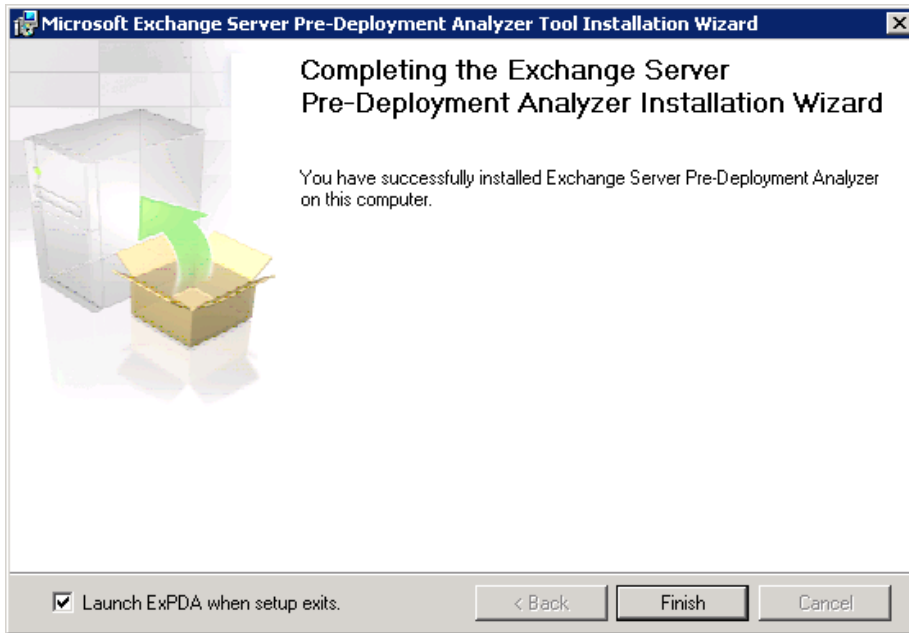 Microsoft Exchange Server Pre-Deployment Analyzer Tool Installation Wizard
Completing the Exchange Server
Pre-Deployment Analyzer Installation Wizard
You have successfully installed Exchange Server Pre-Deployment Analyzer
on this computer.
Launch ExPDA when setup exits.
< Back
Finish
Cancel